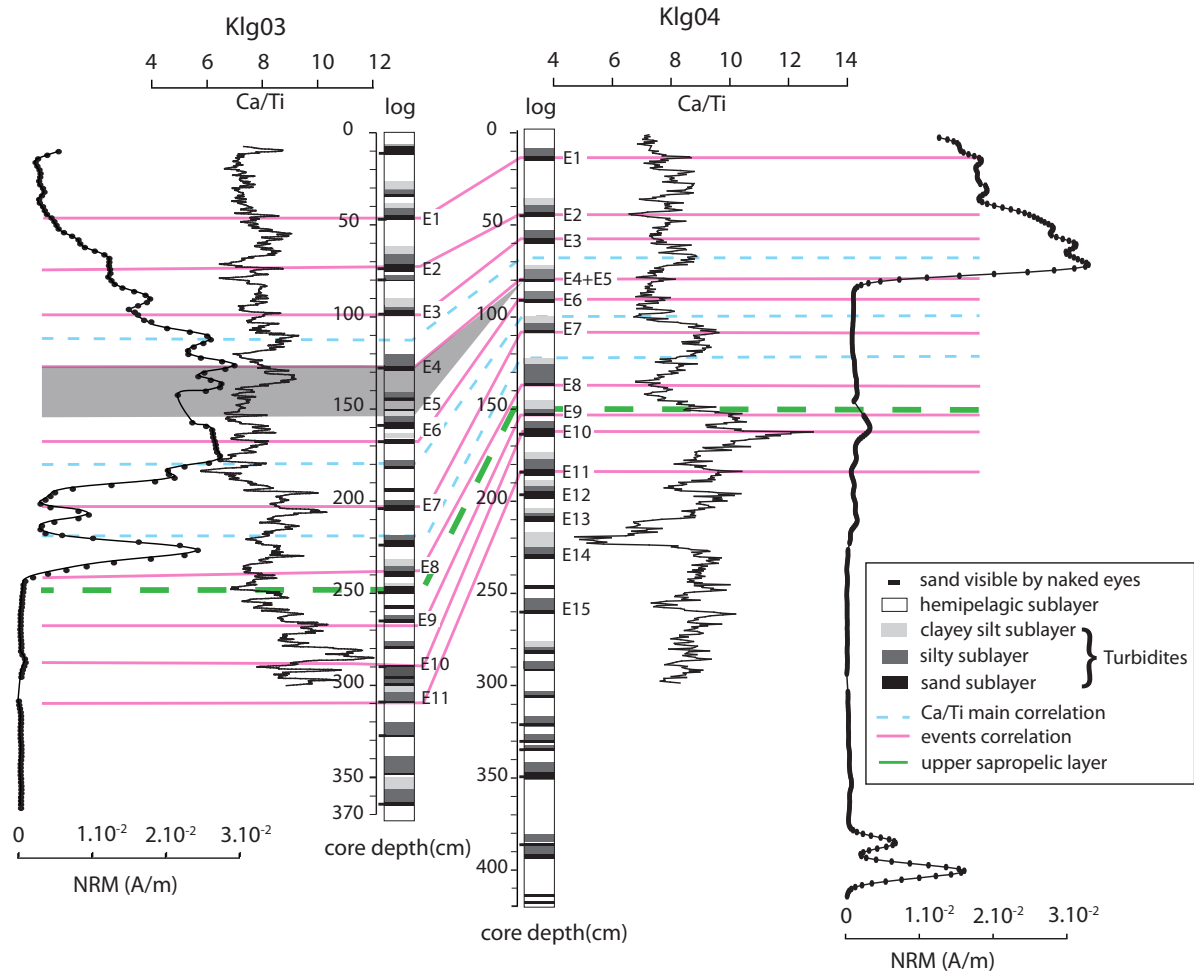 Klg03
Klg04
4 6 8 10 12
Ca/Ti
log
4 6 8 10 12 14
Ca/Ti
log
0
50
100
150
200
250
300
350
370
E1
E2
E3
E4
E5
E6
E7
E8
E9
E10
E11
core depth(cm)
0 1.10⁻² 2.10⁻² 3.10⁻²
NRM (A/m)
0
50
100
150
200
250
300
350
400
E1
E2
E3
E4+E5
E6
E7
E8
E9
E10
E11
E12
E13
E14
E15
core depth(cm)
sand visible by naked eyes
hemipelagic sublayer
clayey silt sublayer
silty sublayer
sand sublayer
Turbidites
Ca/Ti main correlation
events correlation
upper sapropelic layer
0 1.10⁻² 2.10⁻² 3.10⁻²
NRM (A/m)